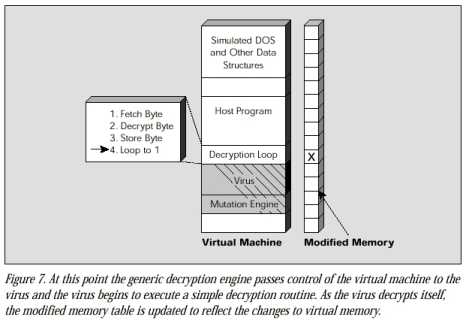 Simulated DOS
and Other Data
Structures
Host Program
1. Fetch Byte
2. Decrypt Byte
3. Store Byte
4. Loop to 1
Decryption Loop
X
Virus
Mutation Engine
Virtual Machine
Modified Memory
Figure 7. At this point the generic decryption engine passes control of the virtual machine to the
virus and the virus begins to execute a simple decryption routine. As the virus decrypts itself,
the modified memory table is updated to reflect the changes to virtual memory.